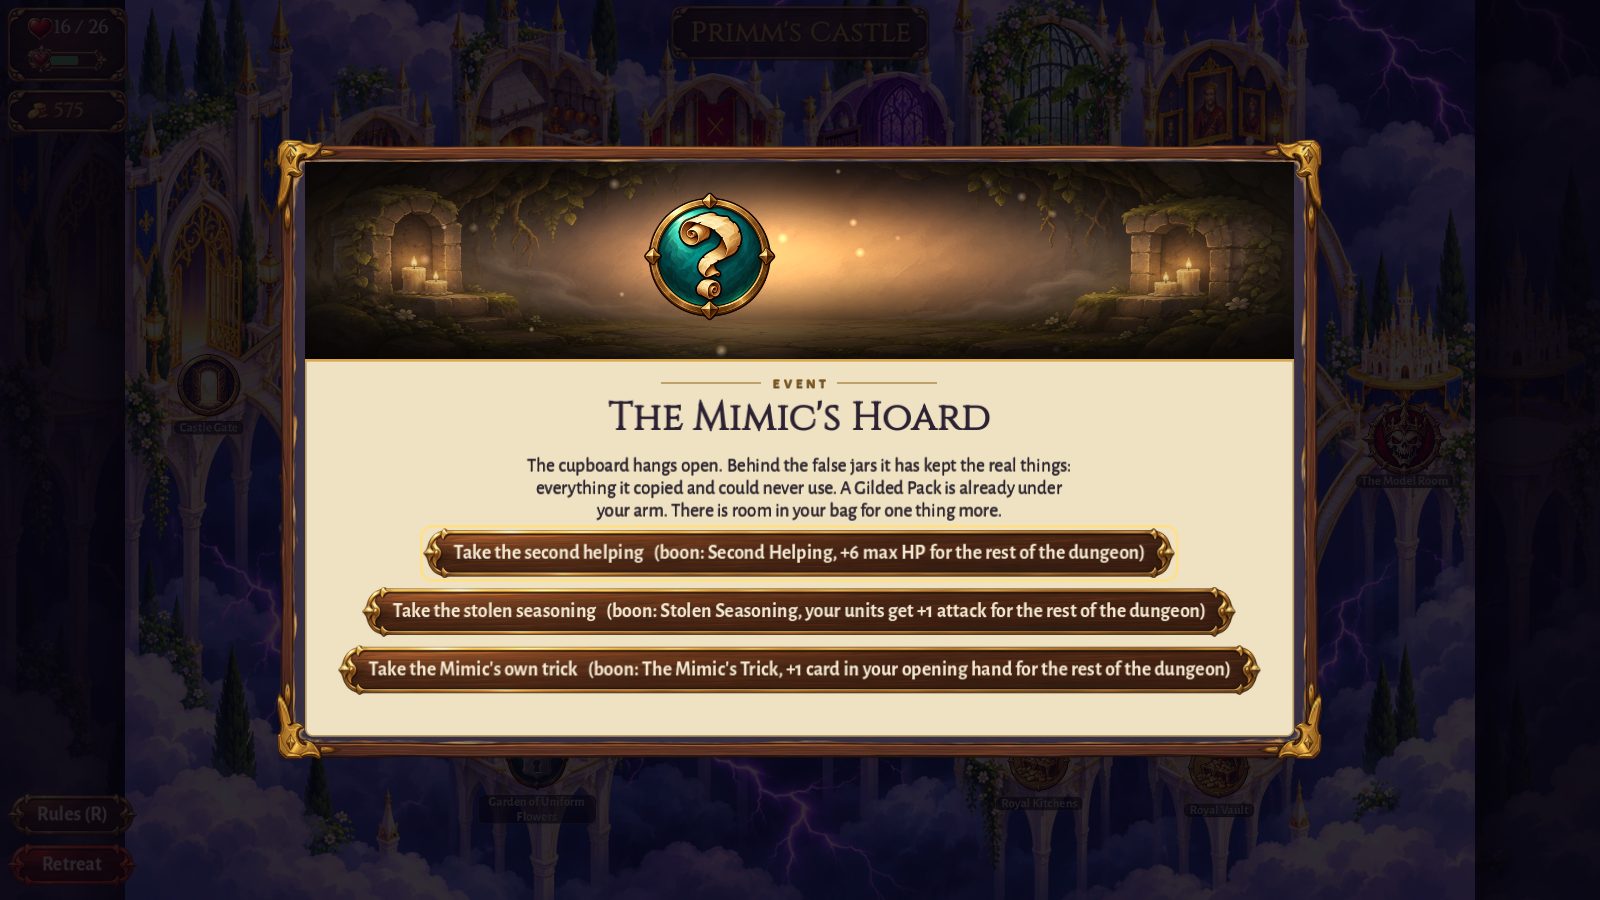 16 / 26
PRIMM'S CASTLE
575
Castle Gate
The Model Room
EVENT
THE MIMIC'S HOARD
The cupboard hangs open. Behind the false jars it has kept the real things:
everything it copied and could never use. A Gilded Pack is already under
your arm. There is room in your bag for one thing more.
Take the second helping (boon: Second Helping, +6 max HP for the rest of the dungeon)
Take the stolen seasoning (boon: Stolen Seasoning, your units get +1 attack for the rest of the dungeon)
Take the Mimic's own trick (boon: The Mimic's Trick, +1 card in your opening hand for the rest of the dungeon)
Garden of Uniform
Flowers
Royal Kitchens
Royal Vault
Rules (R)
Retreat